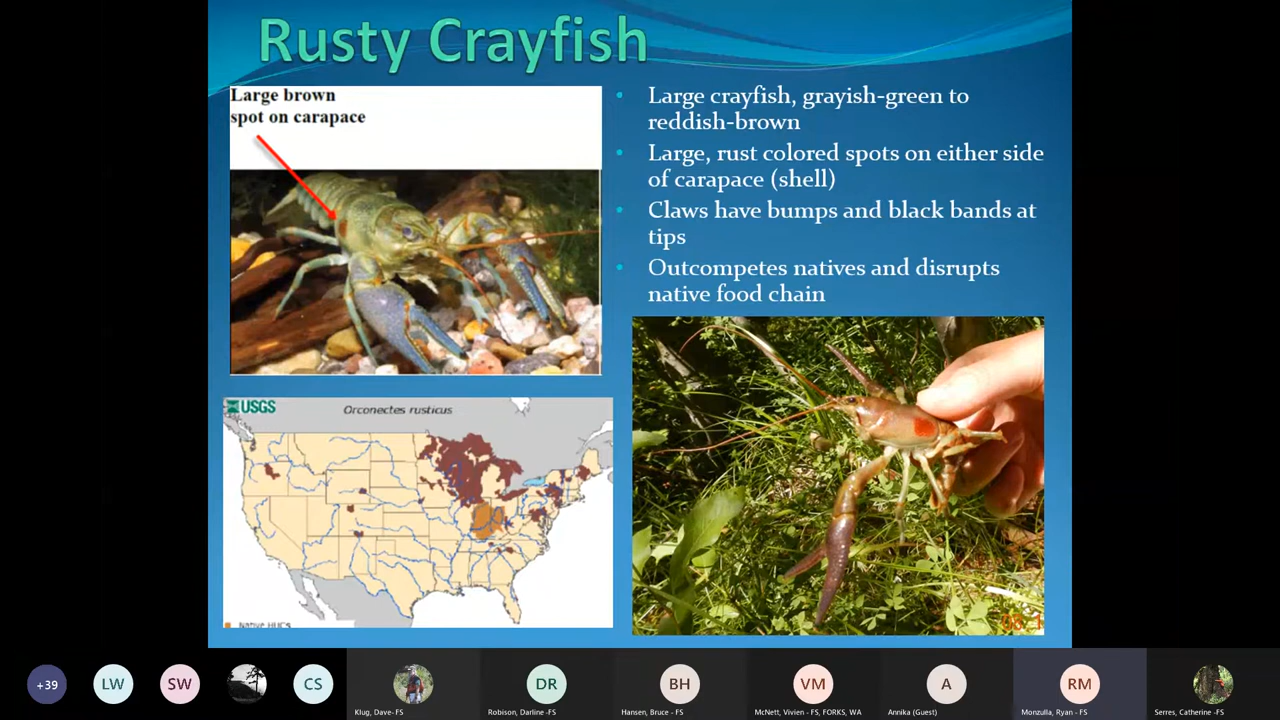 Rusty Crayfish
Large brown
spot on carapace
• Large crayfish, grayish-green to
reddish-brown
• Large, rust colored spots on either side
of carapace (shell)
• Claws have bumps and black bands at
tips
• Outcompetes natives and disrupts
native food chain
USGS
Orconectes rusticus
Native HUCs
+39
LW
SW
CS
DR
BH
VM
A
RM
Klug, Dave- FS
Robison, Darline -FS
Hansen, Bruce - FS
McNett, Vivien - FS, FORKS, WA
Annika (Guest)
Monzulla, Ryan - FS
Serres, Catherine -FS